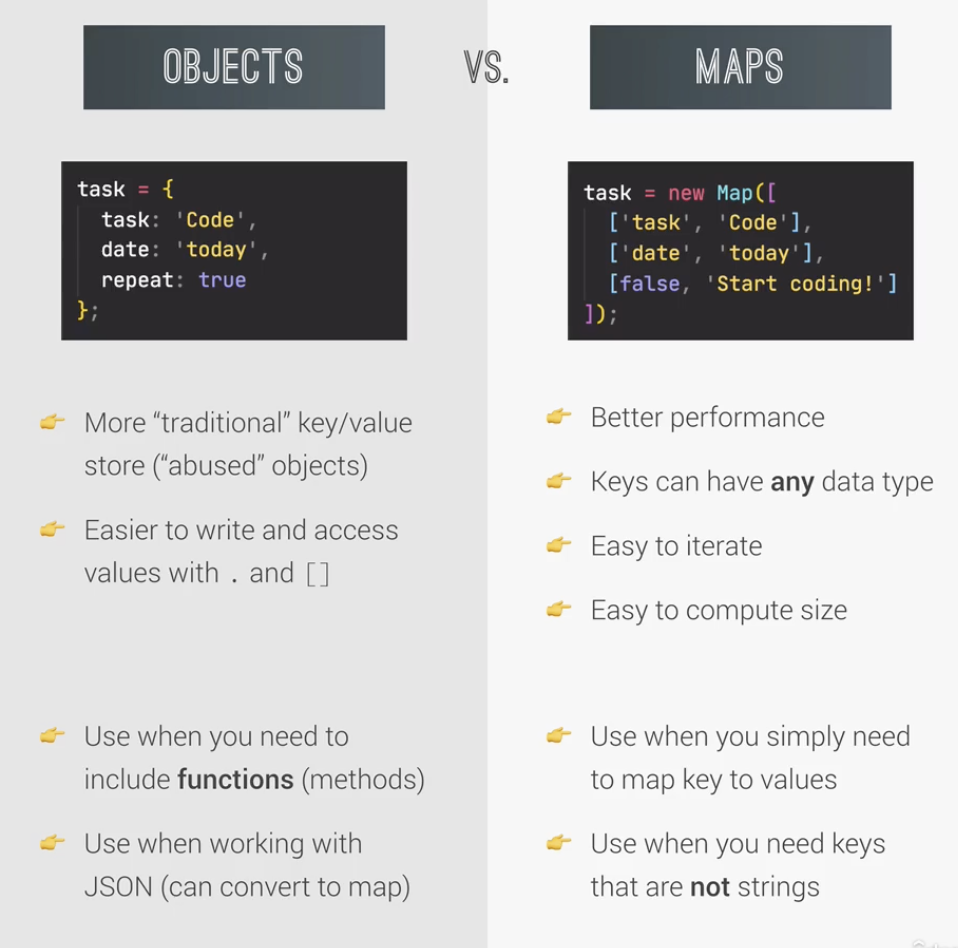 OBJECTS
VS.
MAPS
task = {
task: 'Code',
date: 'today',
repeat: true
};
task = new Map([
['task', 'Code'],
['date', 'today'],
[false, 'Start coding!']
]);
👉 More “traditional” key/value
store (“abused” objects)
👉 Easier to write and access
values with . and []
👉 Use when you need to
include functions (methods)
👉 Use when working with
JSON (can convert to map)
👉 Better performance
👉 Keys can have any data type
👉 Easy to iterate
👉 Easy to compute size
👉 Use when you simply need
to map key to values
👉 Use when you need keys
that are not strings